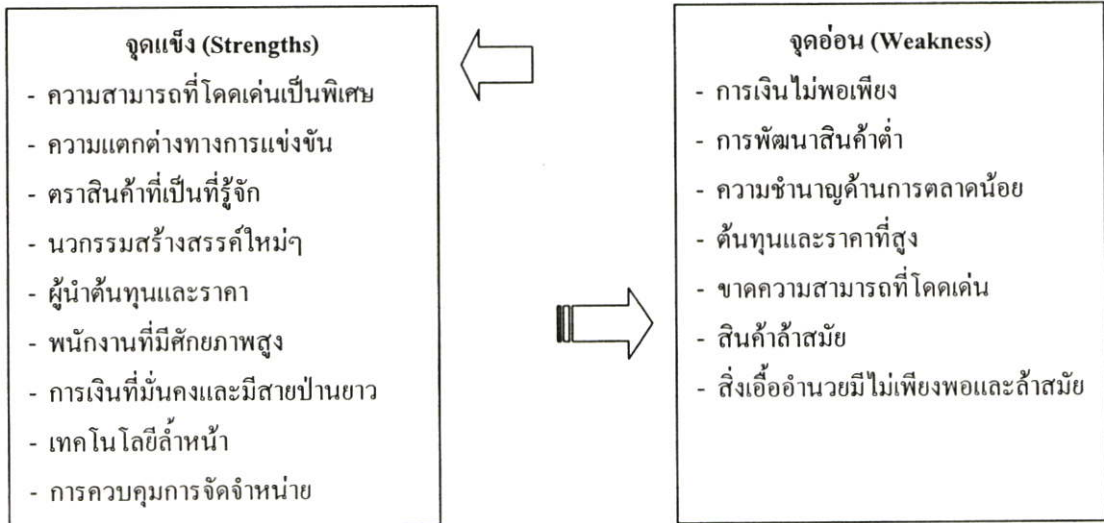 จุดแข็ง (Strengths)
- ความสามารถที่โดดเด่นเป็นพิเศษ
- ความแตกต่างทางการแข่งขัน
- ตราสินค้าที่เป็นที่รู้จัก
- นวกรรมสร้างสรรค์ใหม่ๆ
- ผู้นำต้นทุนและราคา
- พนักงานที่มีศักยภาพสูง
- การเงินที่มั่นคงและมีสายป่านยาว
- เทคโนโลยีล้ำหน้า
- การควบคุมการจัดจำหน่าย
จุดอ่อน (Weakness)
- การเงินไม่พอเพียง
- การพัฒนาสินค้าต่ำ
- ความชำนาญด้านการตลาดน้อย
- ต้นทุนและราคาที่สูง
- ขาดความสามารถที่โดดเด่น
- สินค้าล้าสมัย
- สิ่งเอื้ออำนวยมีไม่เพียงพอและล้าสมัย